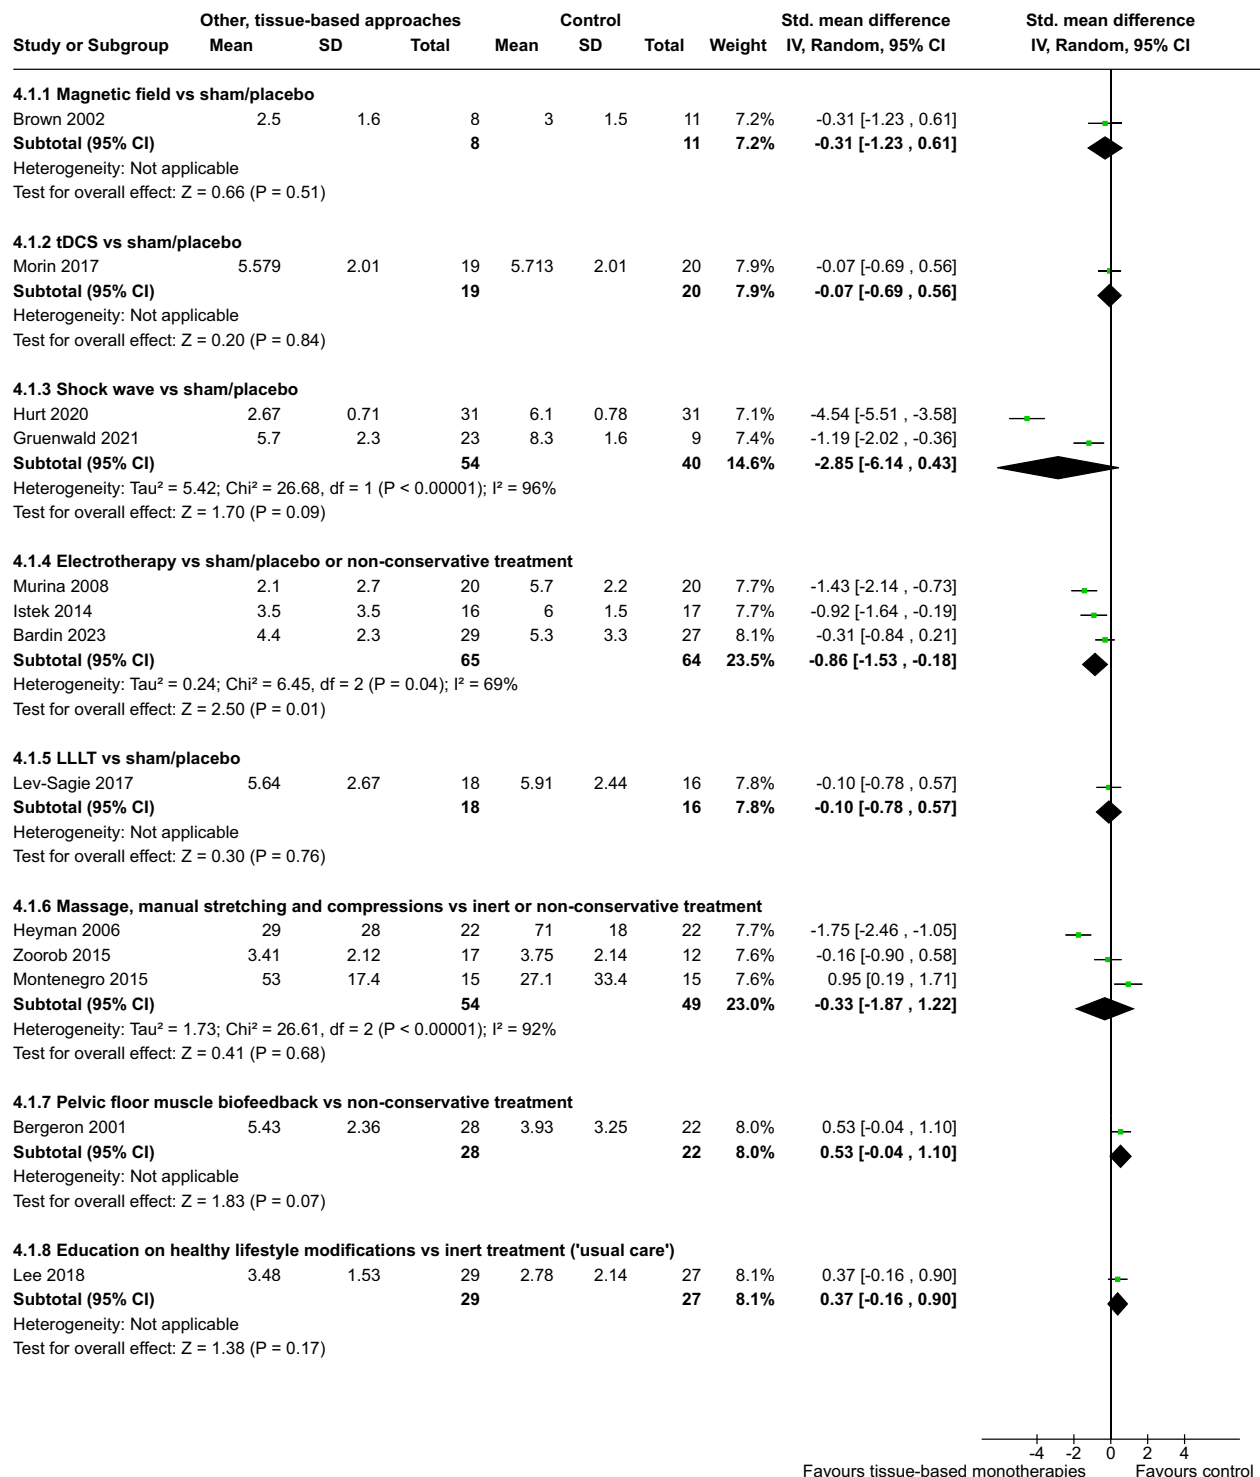 Other, tissue-based approaches Control Std. mean difference Std. mean difference
Study or Subgroup Mean SD Total Mean SD Total Weight IV, Random, 95% CI IV, Random, 95% CI
4.1.1 Magnetic field vs sham/placebo
Brown 2002 2.5 1.6 8 3 1.5 11 7.2% -0.31 [-1.23 , 0.61]
Subtotal (95% CI) 8 11 7.2% -0.31 [-1.23 , 0.61]
Heterogeneity: Not applicable
Test for overall effect: Z = 0.66 (P = 0.51)
4.1.2 tDCS vs sham/placebo
Morin 2017 5.579 2.01 19 5.713 2.01 20 7.9% -0.07 [-0.69 , 0.56]
Subtotal (95% CI) 19 20 7.9% -0.07 [-0.69 , 0.56]
Heterogeneity: Not applicable
Test for overall effect: Z = 0.20 (P = 0.84)
4.1.3 Shock wave vs sham/placebo
Hurt 2020 2.67 0.71 31 6.1 0.78 31 7.1% -4.54 [-5.51 , -3.58]
Gruenwald 2021 5.7 2.3 23 8.3 1.6 9 7.4% -1.19 [-2.02 , -0.36]
Subtotal (95% CI) 54 40 14.6% -2.85 [-6.14 , 0.43]
Heterogeneity: Tau² = 5.42; Chi² = 26.68, df = 1 (P < 0.00001); I² = 96%
Test for overall effect: Z = 1.70 (P = 0.09)
4.1.4 Electrotherapy vs sham/placebo or non-conservative treatment
Murina 2008 2.1 2.7 20 5.7 2.2 20 7.7% -1.43 [-2.14 , -0.73]
Istek 2014 3.5 3.5 16 6 1.5 17 7.7% -0.92 [-1.64 , -0.19]
Bardin 2023 4.4 2.3 29 5.3 3.3 27 8.1% -0.31 [-0.84 , 0.21]
Subtotal (95% CI) 65 64 23.5% -0.86 [-1.53 , -0.18]
Heterogeneity: Tau² = 0.24; Chi² = 6.45, df = 2 (P = 0.04); I² = 69%
Test for overall effect: Z = 2.50 (P = 0.01)
4.1.5 LLLT vs sham/placebo
Lev-Sagie 2017 5.64 2.67 18 5.91 2.44 16 7.8% -0.10 [-0.78 , 0.57]
Subtotal (95% CI) 18 16 7.8% -0.10 [-0.78 , 0.57]
Heterogeneity: Not applicable
Test for overall effect: Z = 0.30 (P = 0.76)
4.1.6 Massage, manual stretching and compressions vs inert or non-conservative treatment
Heyman 2006 29 28 22 71 18 22 7.7% -1.75 [-2.46 , -1.05]
Zoorob 2015 3.41 2.12 17 3.75 2.14 12 7.6% -0.16 [-0.90 , 0.58]
Montenegro 2015 53 17.4 15 27.1 33.4 15 7.6% 0.95 [0.19 , 1.71]
Subtotal (95% CI) 54 49 23.0% -0.33 [-1.87 , 1.22]
Heterogeneity: Tau² = 1.73; Chi² = 26.61, df = 2 (P < 0.00001); I² = 92%
Test for overall effect: Z = 0.41 (P = 0.68)
4.1.7 Pelvic floor muscle biofeedback vs non-conservative treatment
Bergeron 2001 5.43 2.36 28 3.93 3.25 22 8.0% 0.53 [-0.04 , 1.10]
Subtotal (95% CI) 28 22 8.0% 0.53 [-0.04 , 1.10]
Heterogeneity: Not applicable
Test for overall effect: Z = 1.83 (P = 0.07)
4.1.8 Education on healthy lifestyle modifications vs inert treatment ('usual care')
Lee 2018 3.48 1.53 29 2.78 2.14 27 8.1% 0.37 [-0.16 , 0.90]
Subtotal (95% CI) 29 27 8.1% 0.37 [-0.16 , 0.90]
Heterogeneity: Not applicable
Test for overall effect: Z = 1.38 (P = 0.17)
-4 -2 0 2 4
Favours tissue-based monotherapies Favours control